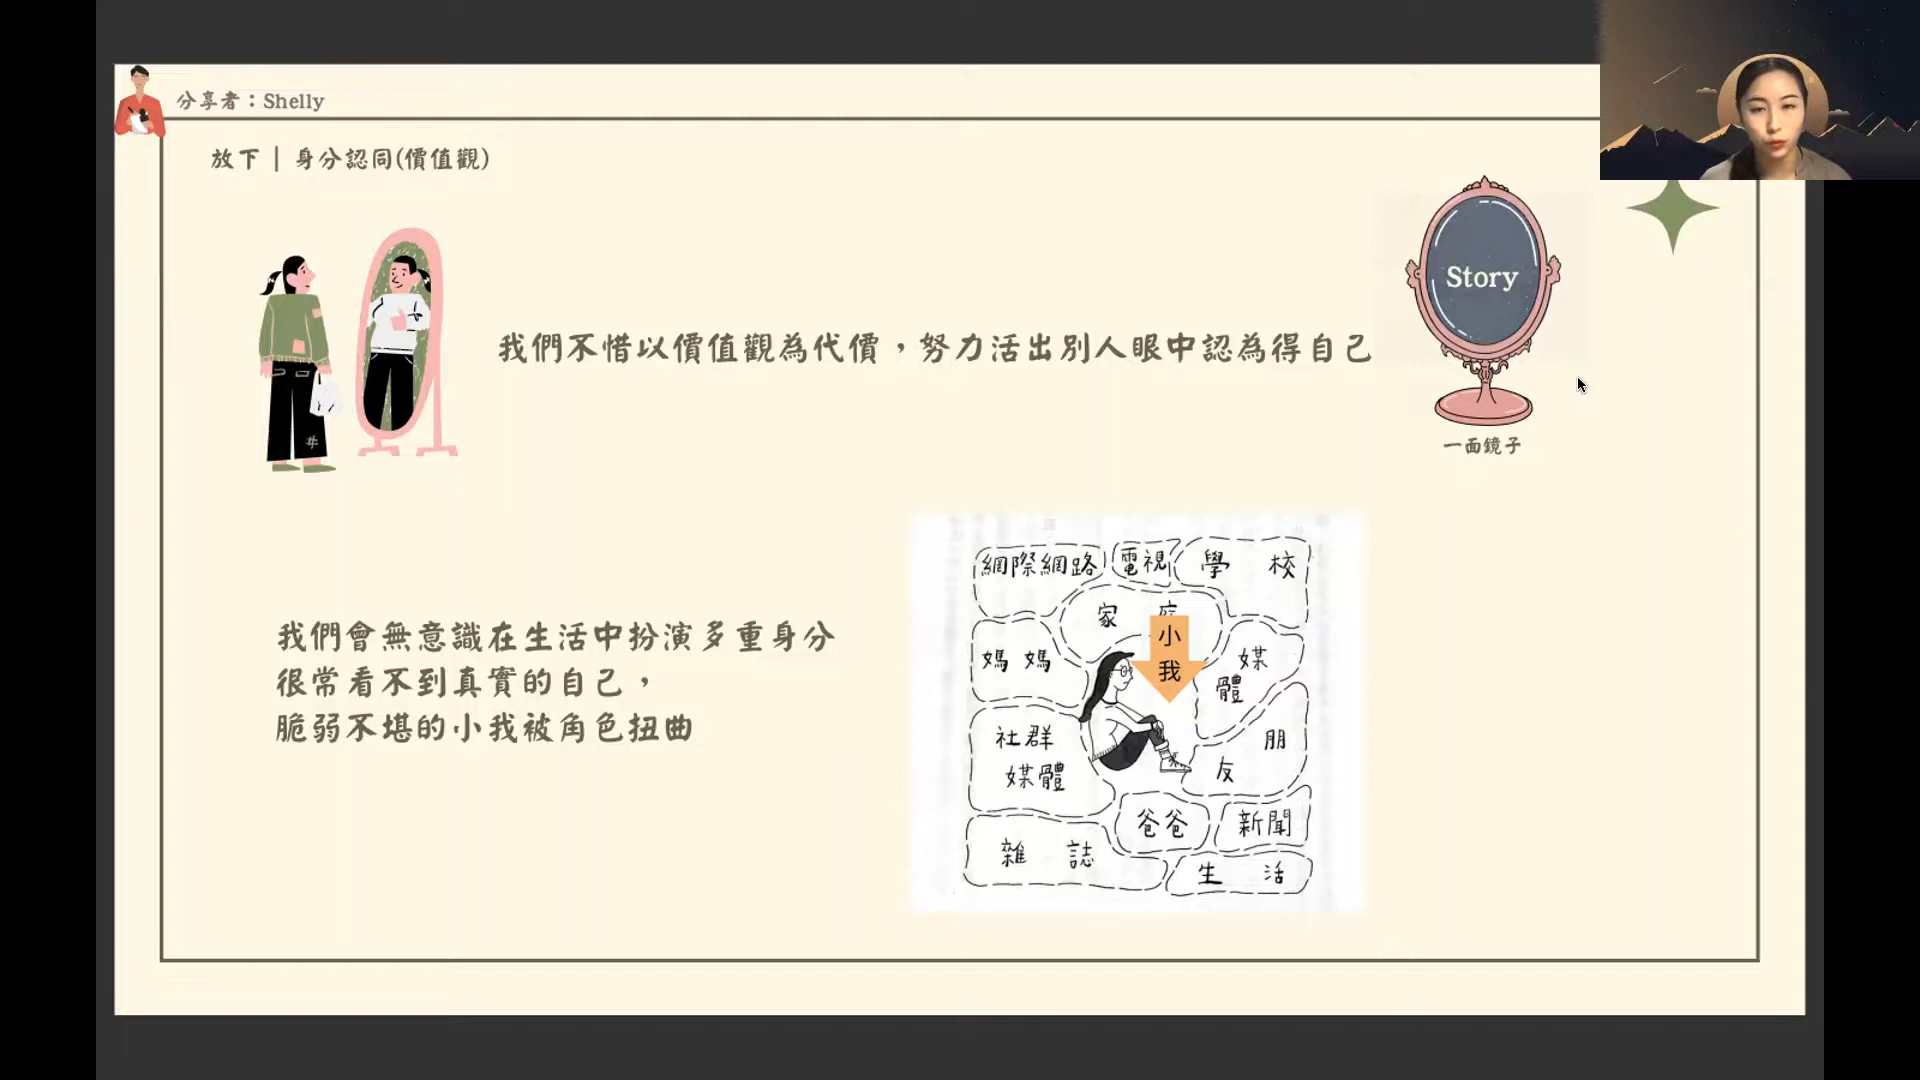 分享者：Shelly
放下｜身分認同(價值觀)
Story
我們不惜以價值觀為代價，努力活出別人眼中認為得自己
一面鏡子
網際網路
電視
學校
家庭
小我
媽媽
媒體
我們會無意識在生活中扮演多重身分
很常看不到真實的自己，
脆弱不堪的小我被角色扭曲
社群
媒體
朋友
爸爸
新聞
雜誌
生活